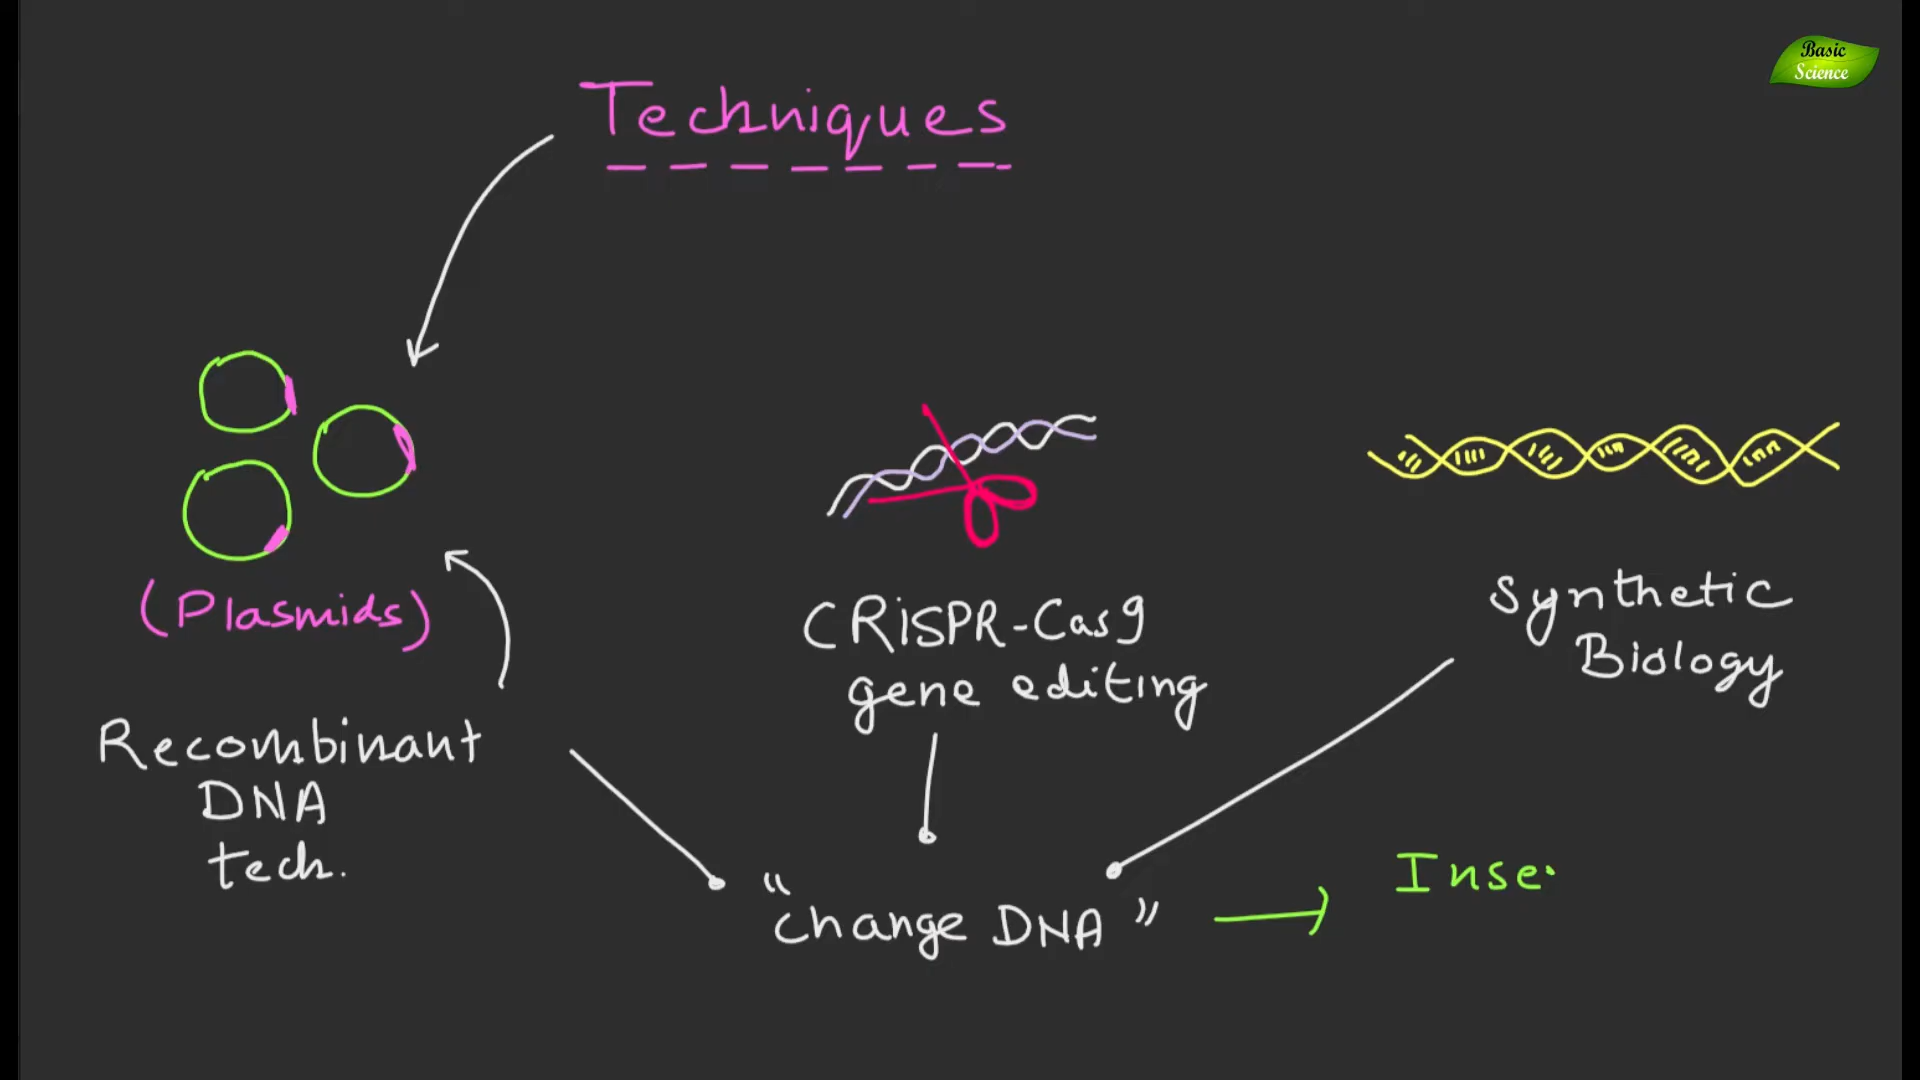 Basic
Science
Techniques
(Plasmids)
Recombinant
DNA
tech.
CRiSPR-Cas9
gene editing
Synthetic
Biology
"change DNA"
Inse